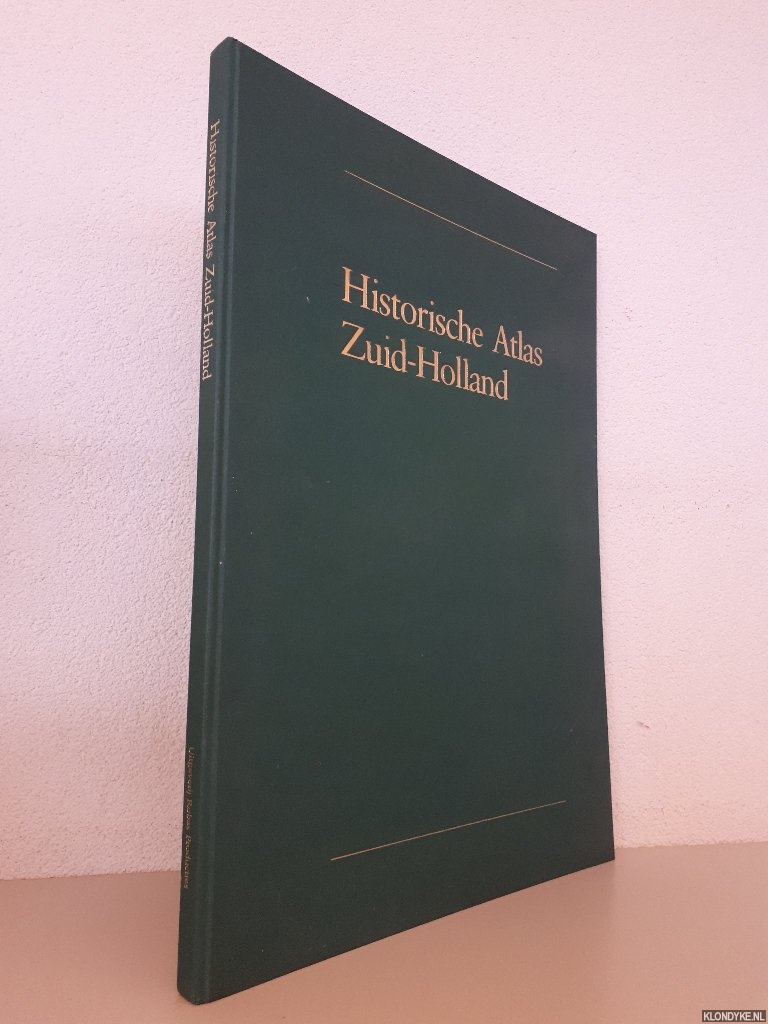 Historische Atlas
Zuid-Holland
Historische Atlas Zuid-Holland
Uitgeverij Robas Producties
KLONDYKE.NL